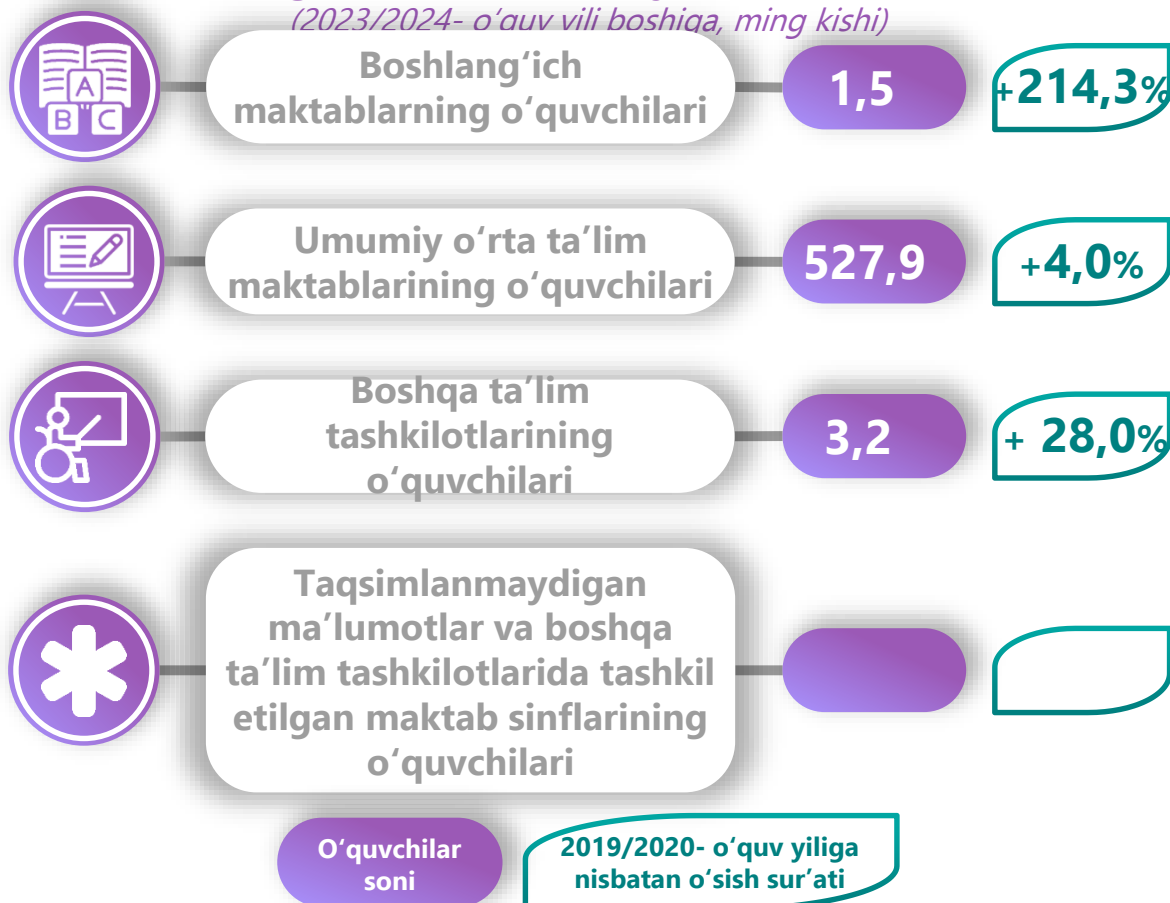 (2023/2024- o‘quv yili boshiga, ming kishi)
A
B C
Boshlang‘ich
maktablarning o‘quvchilari
1,5
+214,3%
Umumiy o‘rta ta’lim
maktablarining o‘quvchilari
527,9
+4,0%
Boshqa ta’lim
tashkilotlarining
o‘quvchilari
3,2
+ 28,0%
Taqsimlanmaydigan
ma’lumotlar va boshqa
ta’lim tashkilotlarida tashkil
etilgan maktab sinflarining
o‘quvchilari
O‘quvchilar
soni
2019/2020- o‘quv yiliga
nisbatan o‘sish sur’ati